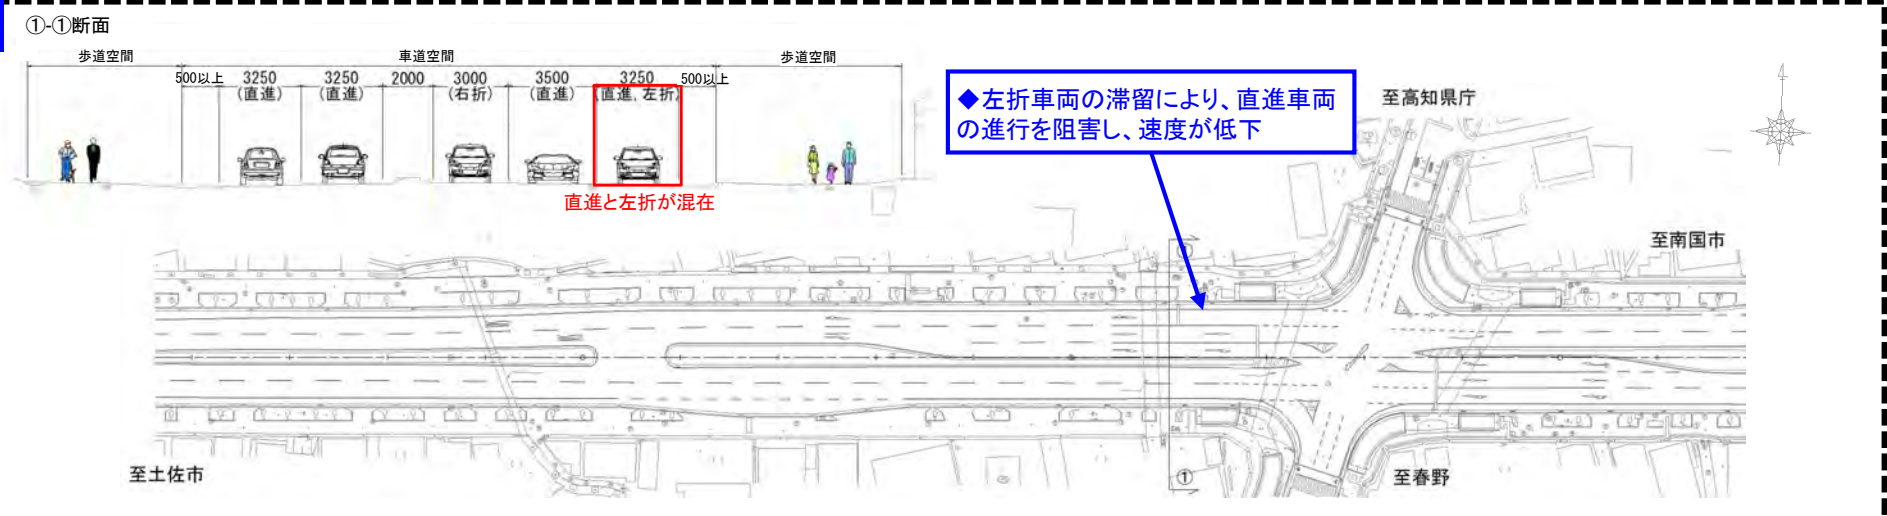 ①-①断面
歩道空間
車道空間
歩道空間
500以上
3250
(直進)
3250
(直進)
2000
3000
(右折)
3500
(直進)
3250
(直進,左折)
500以上
直進と左折が混在
◆左折車両の滞留により、直進車両
の進行を阻害し、速度が低下
至高知県庁
至南国市
至土佐市
①
至春野